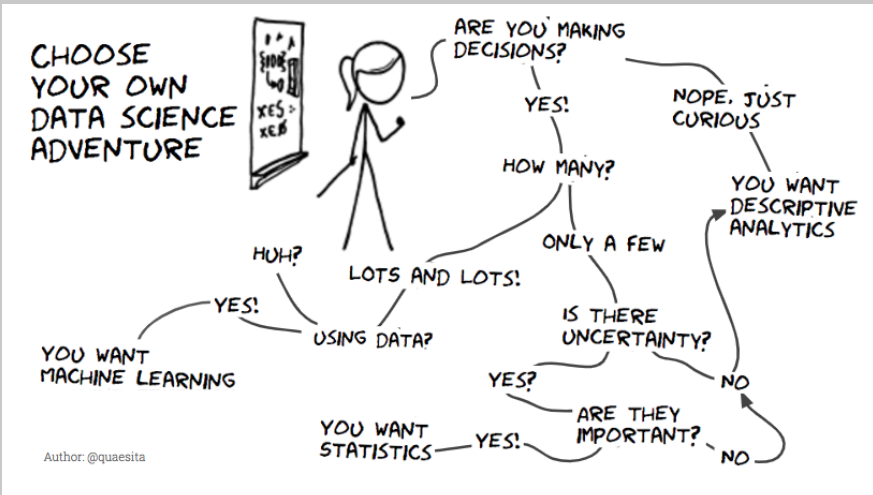 CHOOSE
YOUR OWN
DATA SCIENCE
ADVENTURE
ARE YOU MAKING
DECISIONS?
YES!
NOPE, JUST
CURIOUS
HOW MANY?
YOU WANT
DESCRIPTIVE
ANALYTICS
ONLY A FEW
HUH?
LOTS AND LOTS!
YES!
USING DATA?
IS THERE
UNCERTAINTY?
YOU WANT
MACHINE LEARNING
YES?
NO
ARE THEY
IMPORTANT?
YOU WANT
STATISTICS
YES!
NO
Author: @quaesita